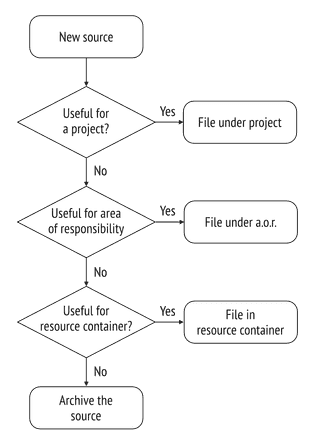 New source
Useful for
a project?
Yes
File under project
No
Useful for area
of responsibility
Yes
File under a.o.r.
No
Useful for
resource container?
Yes
File in
resource container
No
Archive the
source